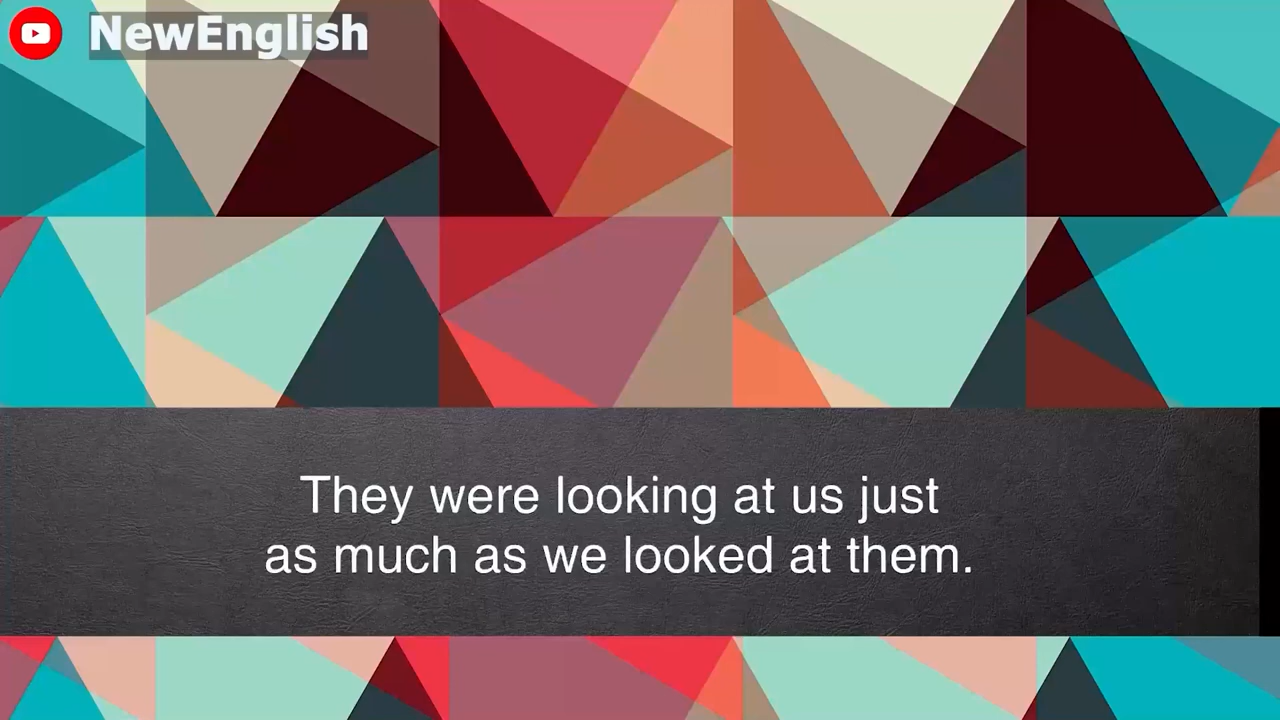 NewEnglish
They were looking at us just
as much as we looked at them.